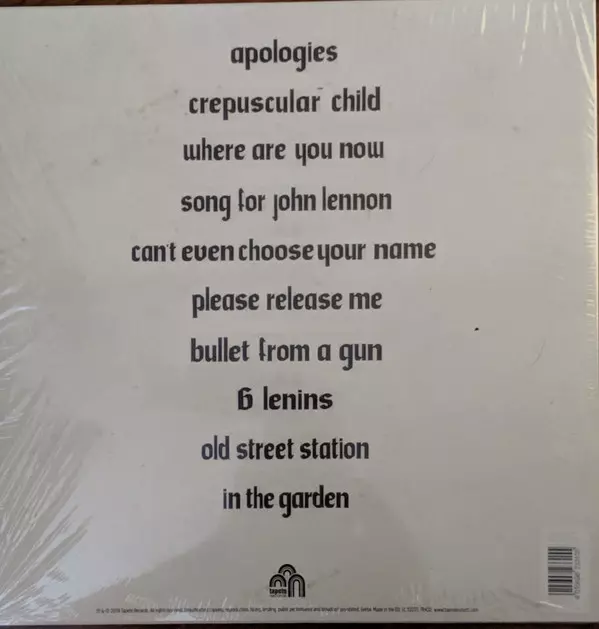 apologies
crepuscular child
where are you now
song for john lennon
can't even choose your name
please release me
bullet from a gun
6 lenins
old street station
in the garden
tapete